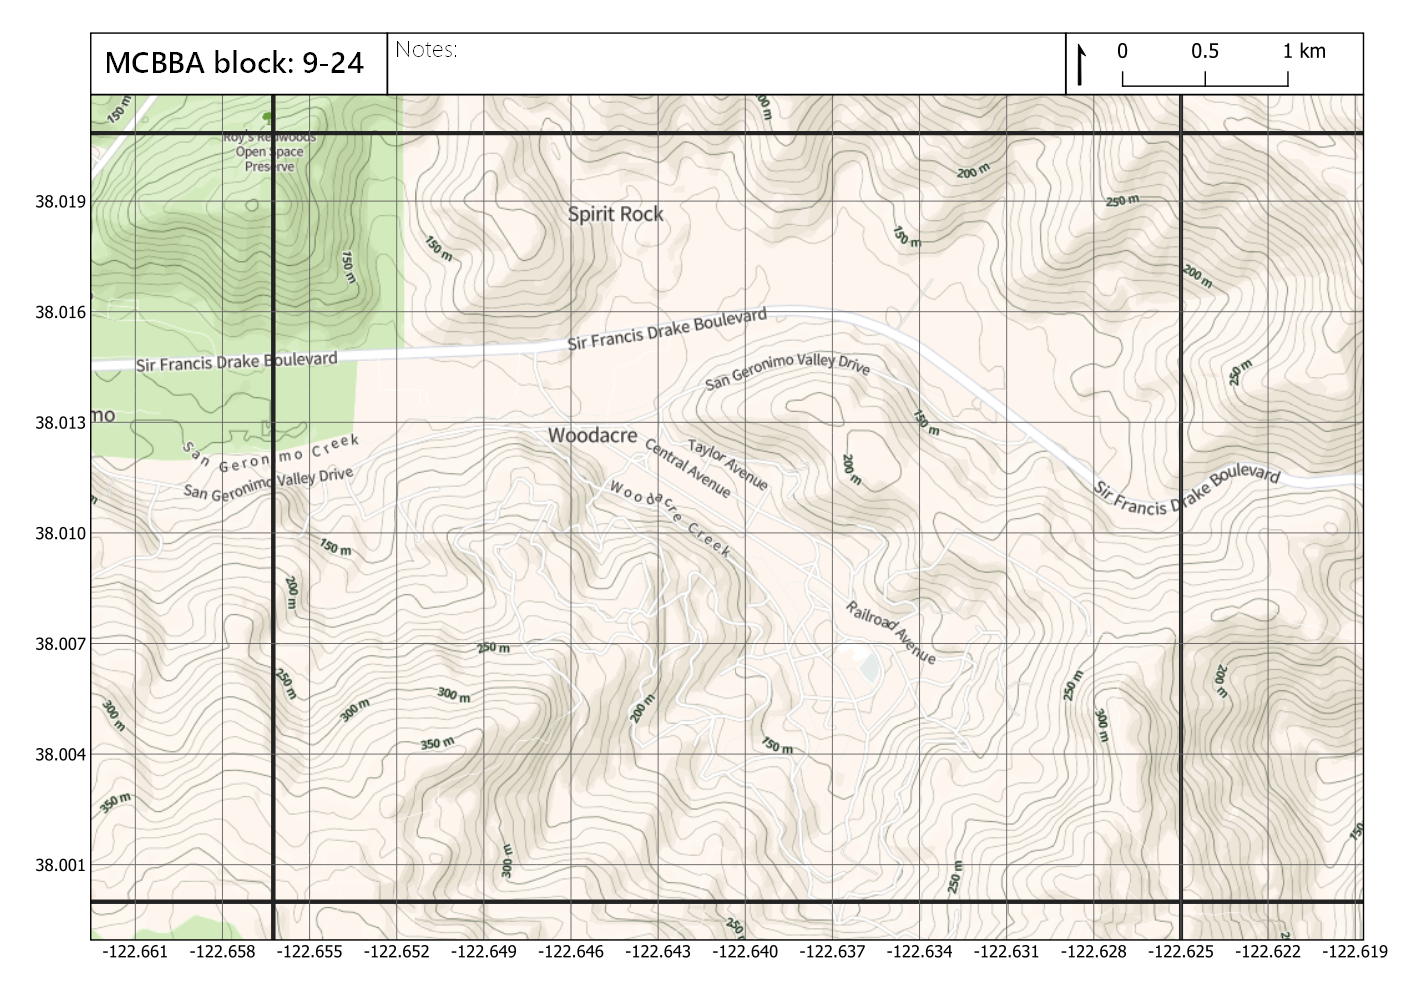 MCBBA block: 9-24
Notes:
0 0.5 1 km
150 m
00 m
Roy's Redwoods
Open Space
Preserve
200 m
38.019
250 m
Spirit Rock
150 m
150 m
150 m
200 m
38.016
Sir Francis Drake Boulevard
Sir Francis Drake Boulevard
San Geronimo Valley Drive
250 m
mo
38.013
150 m
Woodacre
San Geronimo Creek
Taylor Avenue
Central Avenue
200 m
San Geronimo Valley Drive
Sir Francis Drake Boulevard
Woodacre Creek
m
38.010
150 m
200 m
Railroad Avenue
38.007
250 m
250 m
300 m
300 m
300 m
200 m
250 m
200 m
300 m
350 m
150 m
38.004
350 m
150
38.001
300 m
250 m
250 m
2
-122.661 -122.658 -122.655 -122.652 -122.649 -122.646 -122.643 -122.640 -122.637 -122.634 -122.631 -122.628 -122.625 -122.622 -122.619